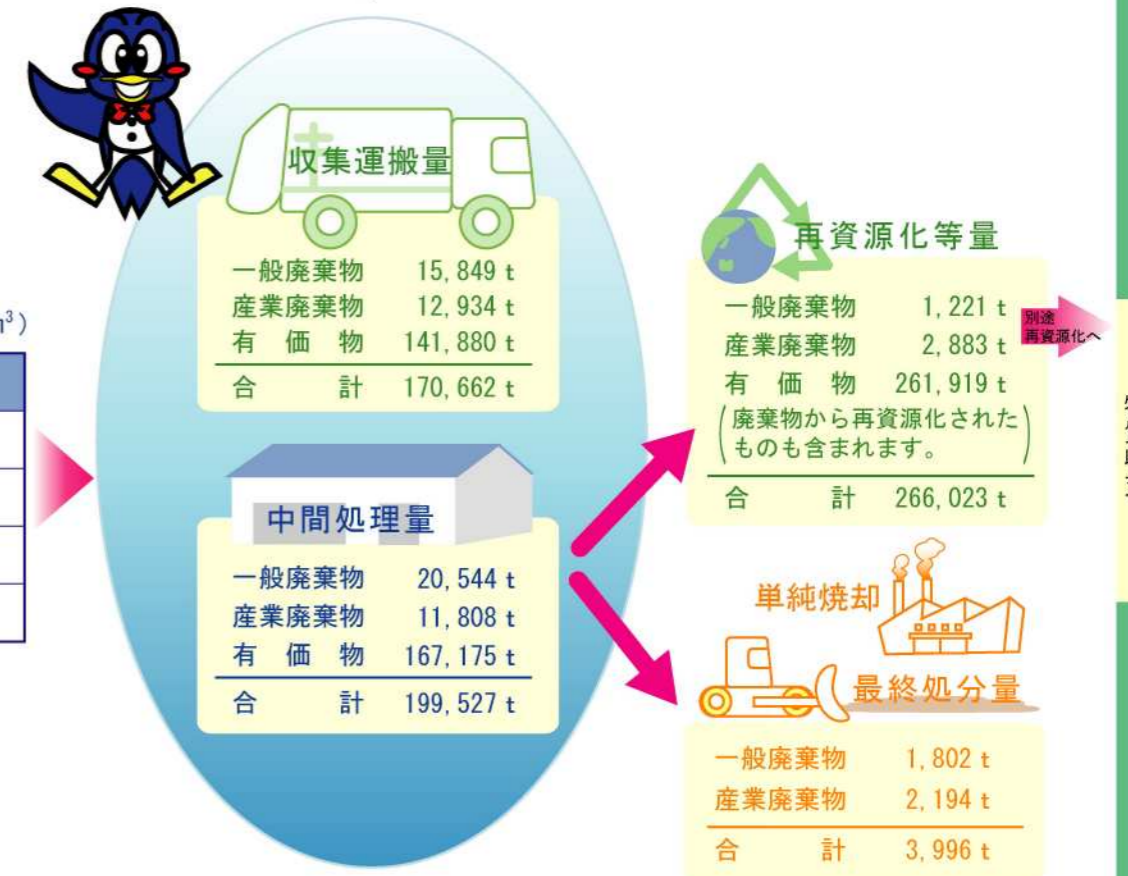 収集運搬量
一般廃棄物 15,849 t
産業廃棄物 12,934 t
有価物 141,880 t
合計 170,662 t
中間処理量
一般廃棄物 20,544 t
産業廃棄物 11,808 t
有価物 167,175 t
合計 199,527 t
再資源化等量
一般廃棄物 1,221 t
産業廃棄物 2,883 t
有価物 261,919 t
(廃棄物から再資源化された
ものも含まれます。)
合計 266,023 t
別途
再資源化へ
単純焼却
最終処分量
一般廃棄物 1,802 t
産業廃棄物 2,194 t
合計 3,996 t